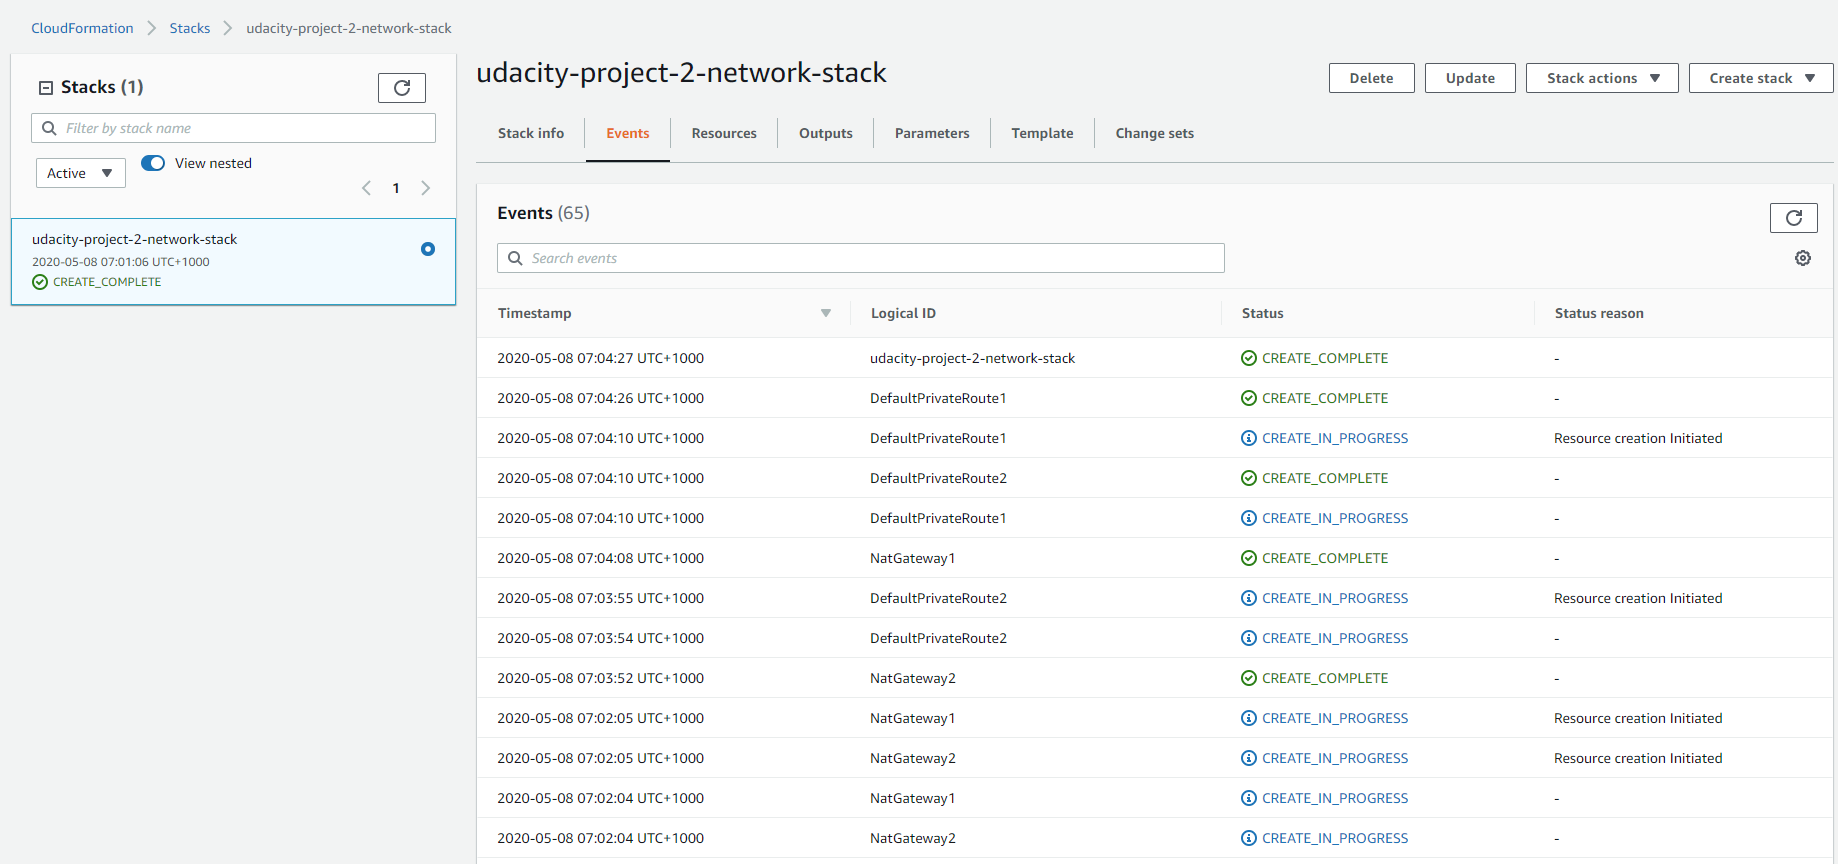 CloudFormation > Stacks > udacity-project-2-network-stack
Stacks (1)
Filter by stack name
Active
View nested
1
udacity-project-2-network-stack
2020-05-08 07:01:06 UTC+1000
CREATE_COMPLETE
udacity-project-2-network-stack
Delete Update Stack actions Create stack
Stack info Events Resources Outputs Parameters Template Change sets
Events (65)
Search events
Timestamp Logical ID Status Status reason
2020-05-08 07:04:27 UTC+1000 udacity-project-2-network-stack CREATE_COMPLETE -
2020-05-08 07:04:26 UTC+1000 DefaultPrivateRoute1 CREATE_COMPLETE -
2020-05-08 07:04:10 UTC+1000 DefaultPrivateRoute1 CREATE_IN_PROGRESS Resource creation Initiated
2020-05-08 07:04:10 UTC+1000 DefaultPrivateRoute2 CREATE_COMPLETE -
2020-05-08 07:04:10 UTC+1000 DefaultPrivateRoute1 CREATE_IN_PROGRESS -
2020-05-08 07:04:08 UTC+1000 NatGateway1 CREATE_COMPLETE -
2020-05-08 07:03:55 UTC+1000 DefaultPrivateRoute2 CREATE_IN_PROGRESS Resource creation Initiated
2020-05-08 07:03:54 UTC+1000 DefaultPrivateRoute2 CREATE_IN_PROGRESS -
2020-05-08 07:03:52 UTC+1000 NatGateway2 CREATE_COMPLETE -
2020-05-08 07:02:05 UTC+1000 NatGateway1 CREATE_IN_PROGRESS Resource creation Initiated
2020-05-08 07:02:05 UTC+1000 NatGateway2 CREATE_IN_PROGRESS Resource creation Initiated
2020-05-08 07:02:04 UTC+1000 NatGateway1 CREATE_IN_PROGRESS -
2020-05-08 07:02:04 UTC+1000 NatGateway2 CREATE_IN_PROGRESS -